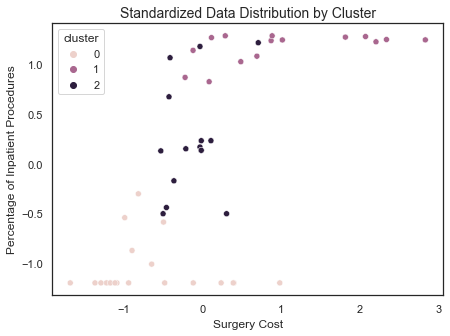 Standardized Data Distribution by Cluster
cluster
0
1
2
1.0
0.5
0.0
−0.5
−1.0
Percentage of Inpatient Procedures
−1 0 1 2 3
Surgery Cost